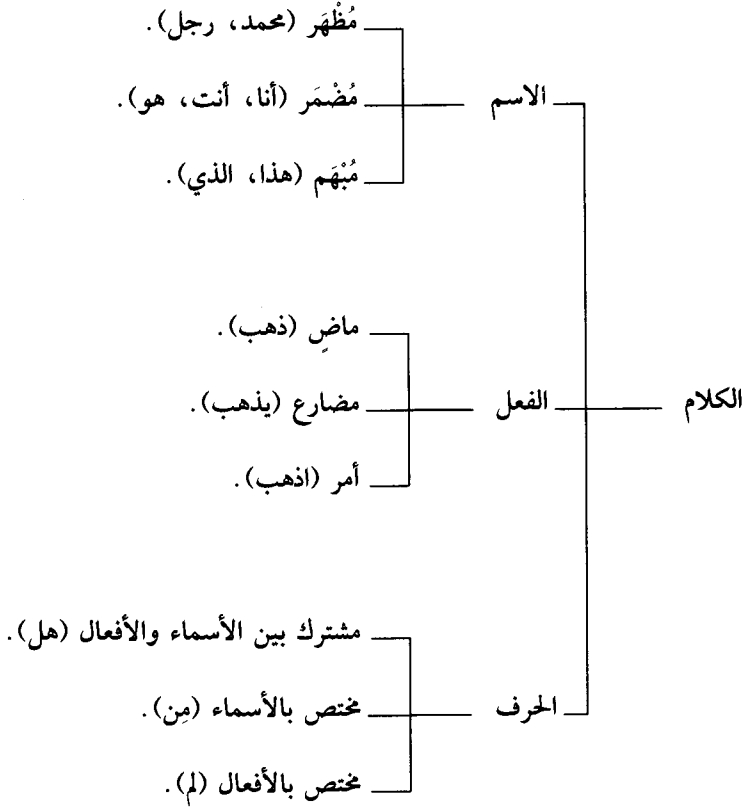 مُظْهَر (محمد، رجل).
الاسم
مُضْمَر (أنا، أنت، هو).
مُبْهَم (هذا، الذي).
ماضٍ (ذهب).
الكلام
الفعل
مضارع (يذهب).
أمر (اذهب).
مشترك بين الأسماء والأفعال (هل).
الحرف
مختص بالأسماء (مِن).
مختص بالأفعال (لم).